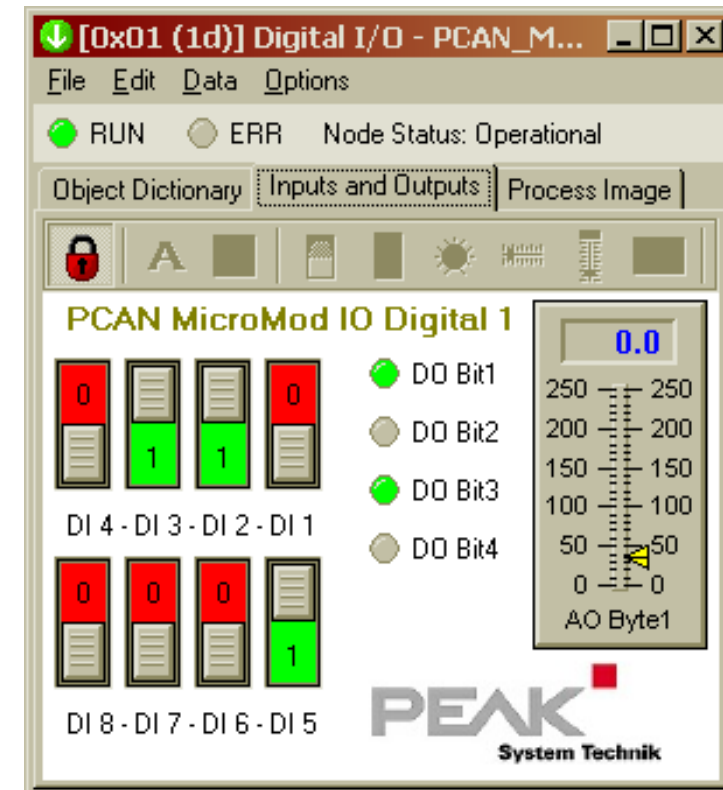 [0x01 (1d)] Digital I/O - PCAN_M...
File Edit Data Options
RUN ERR Node Status: Operational
Object Dictionary Inputs and Outputs Process Image
A
PCAN MicroMod IO Digital 1
0 1 1 0
DI 4 - DI 3 - DI 2 - DI 1
0 0 0 1
DI 8 - DI 7 - DI 6 - DI 5
DO Bit1
DO Bit2
DO Bit3
DO Bit4
0.0
250 250
200 200
150 150
100 100
50 50
0 0
AO Byte1
PEAK
System Technik